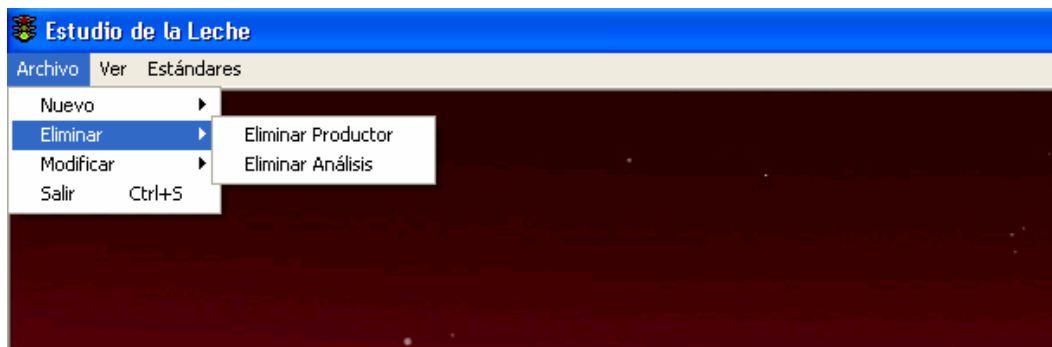 Estudio de la Leche
Archivo Ver Estándares
Nuevo
Eliminar
Eliminar Productor
Modificar
Eliminar Análisis
Salir Ctrl+S